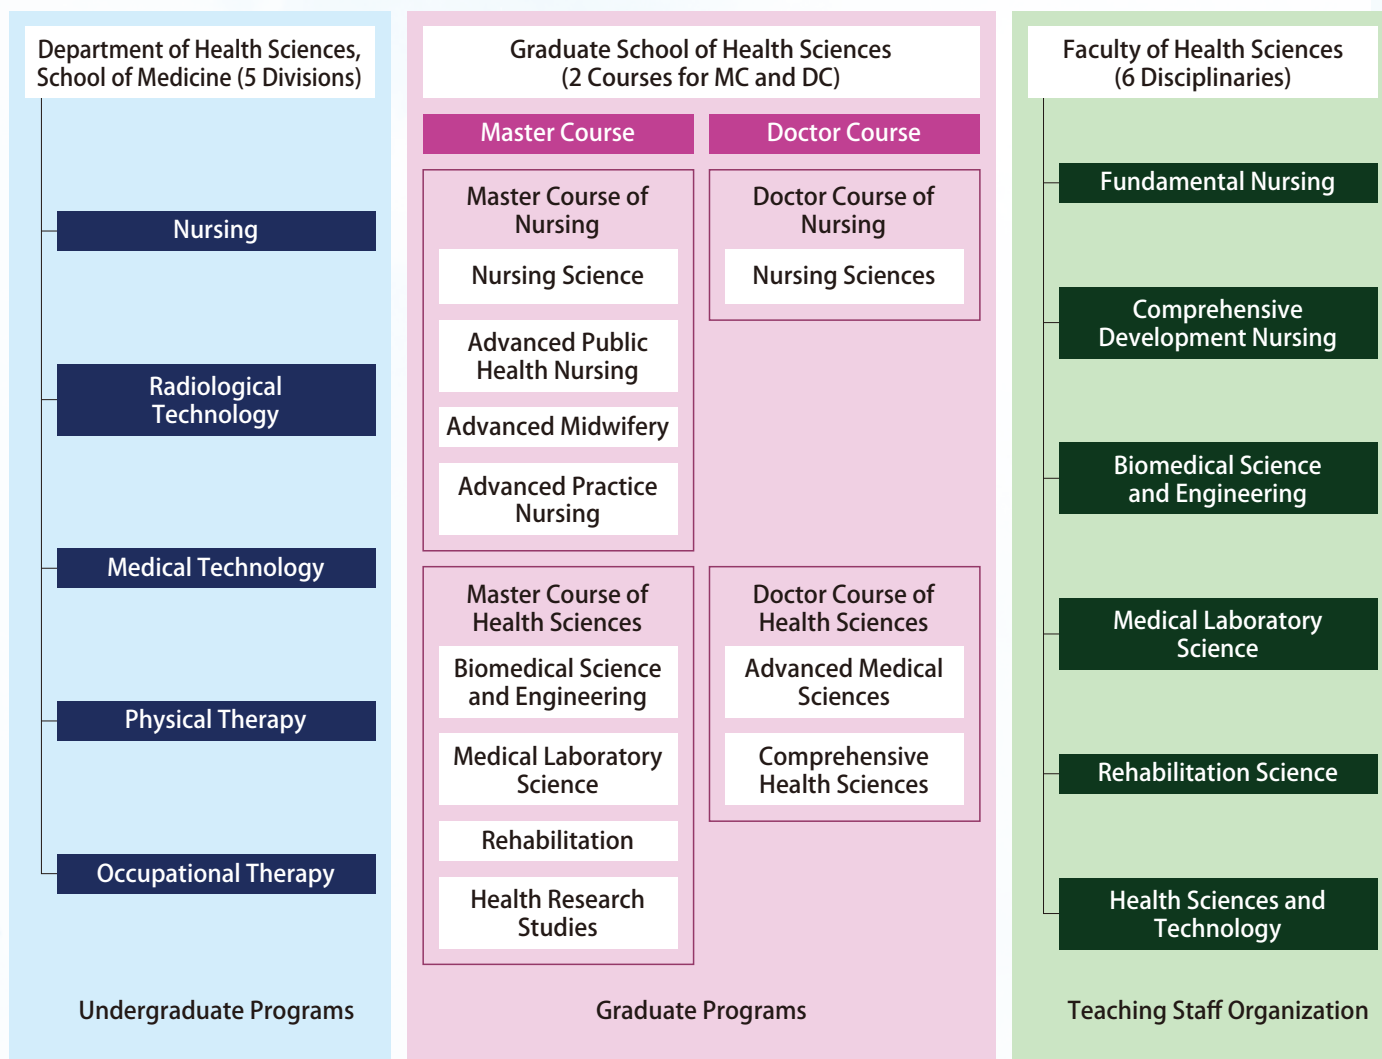 Department of Health Sciences,
School of Medicine (5 Divisions)
Nursing
Radiological
Technology
Medical Technology
Physical Therapy
Occupational Therapy
Undergraduate Programs
Graduate School of Health Sciences
(2 Courses for MC and DC)
Master Course
Master Course of
Nursing
Nursing Science
Advanced Public
Health Nursing
Advanced Midwifery
Advanced Practice
Nursing
Master Course of
Health Sciences
Biomedical Science
and Engineering
Medical Laboratory
Science
Rehabilitation
Health Research
Studies
Doctor Course
Doctor Course of
Nursing
Nursing Sciences
Doctor Course of
Health Sciences
Advanced Medical
Sciences
Comprehensive
Health Sciences
Graduate Programs
Faculty of Health Sciences
(6 Disciplinaries)
Fundamental Nursing
Comprehensive
Development Nursing
Biomedical Science
and Engineering
Medical Laboratory
Science
Rehabilitation Science
Health Sciences and
Technology
Teaching Staff Organization